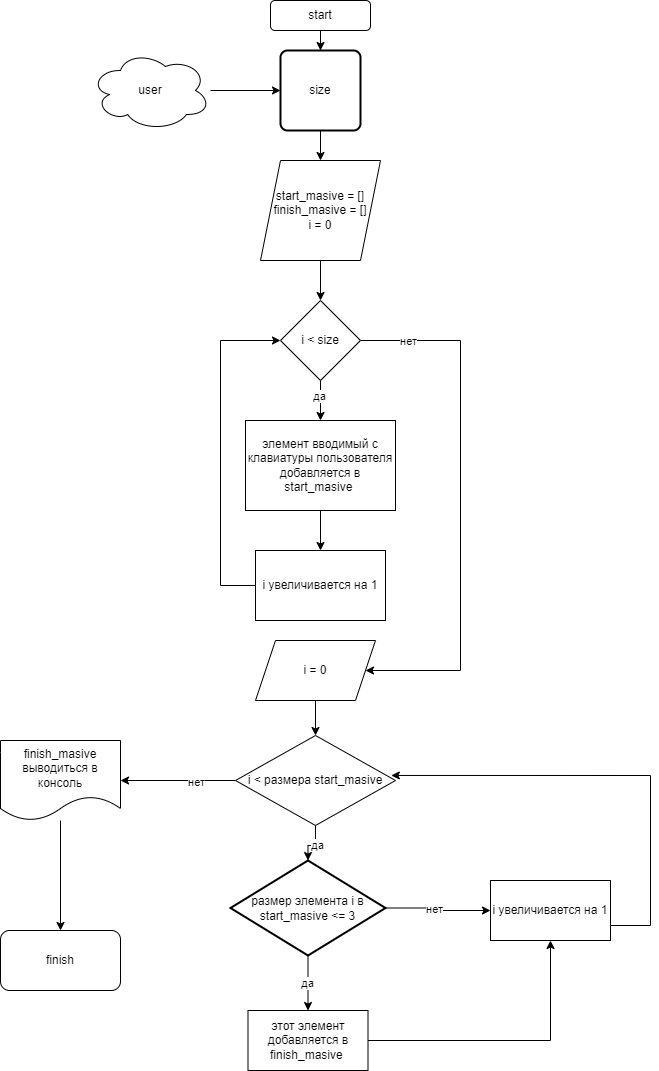 start
user
size
start_masive = []
finish_masive = []
i = 0
i < size
нет
да
элемент вводимый с
клавиатуры пользователя
добавляется в
start_masive
i увеличивается на 1
i = 0
finish_masive
выводиться в
консоль
нет
i < размера start_masive
да
размер элемента i в
start_masive <= 3
нет
i увеличивается на 1
finish
да
этот элемент
добавляется в
finish_masive